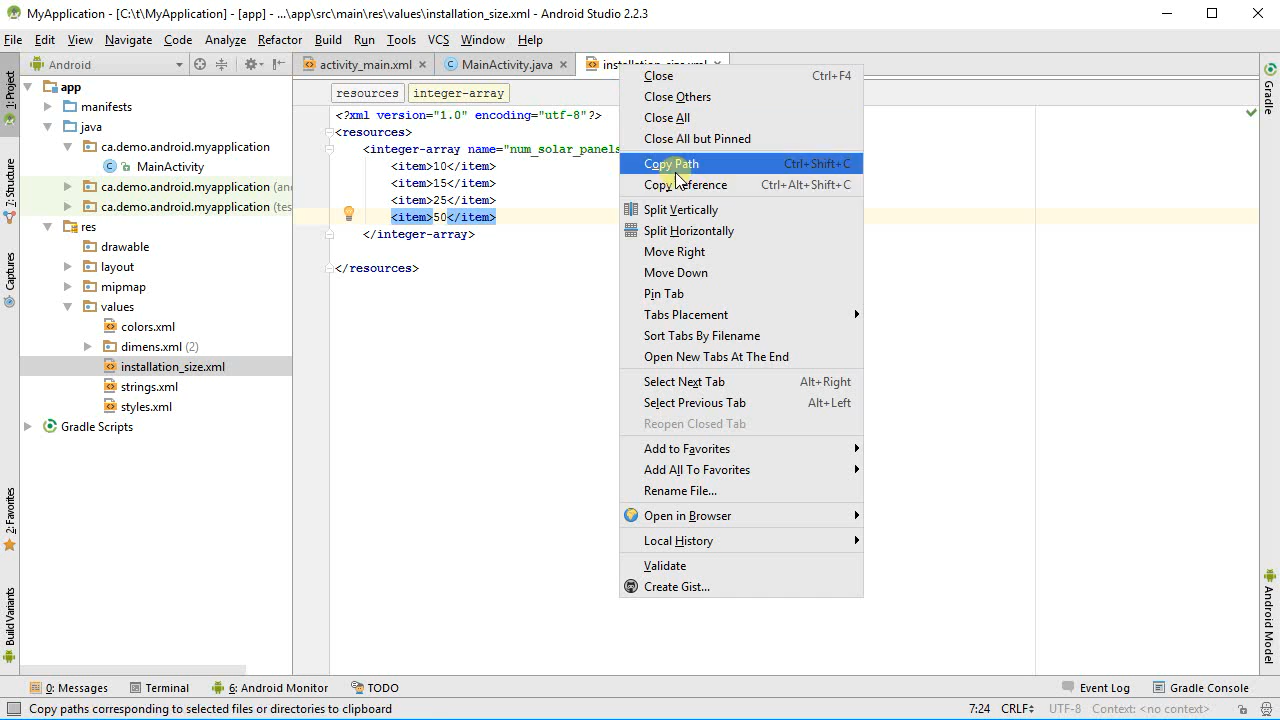 MyApplication - [C:\t\MyApplication] - [app] - ...\app\src\main\res\values\installation_size.xml - Android Studio 2.2.3
File Edit View Navigate Code Analyze Refactor Build Run Tools VCS Window Help
Android
activity_main.xml
MainActivity.java
installation_size.xml
1: Project
7: Structure
Captures
2: Favorites
Build Variants
app
manifests
java
ca.demo.android.myapplication
MainActivity
ca.demo.android.myapplication (an
ca.demo.android.myapplication (tes
res
drawable
layout
mipmap
values
colors.xml
dimens.xml (2)
installation_size.xml
strings.xml
styles.xml
Gradle Scripts
resources integer-array
<?xml version="1.0" encoding="utf-8"?>
<resources>
<integer-array name="num_solar_panels
<item>10</item>
<item>15</item>
<item>25</item>
<item>50</item>
</integer-array>
</resources>
Close Ctrl+F4
Close Others
Close All
Close All but Pinned
Copy Path Ctrl+Shift+C
Copy Reference Ctrl+Alt+Shift+C
Split Vertically
Split Horizontally
Move Right
Move Down
Pin Tab
Tabs Placement
Sort Tabs By Filename
Open New Tabs At The End
Select Next Tab Alt+Right
Select Previous Tab Alt+Left
Reopen Closed Tab
Add to Favorites
Add All To Favorites
Rename File...
Open in Browser
Local History
Validate
Create Gist...
Gradle
Android Model
0: Messages Terminal 6: Android Monitor TODO Event Log Gradle Console
Copy paths corresponding to selected files or directories to clipboard 7:24 CRLF UTF-8 Context: <no context>